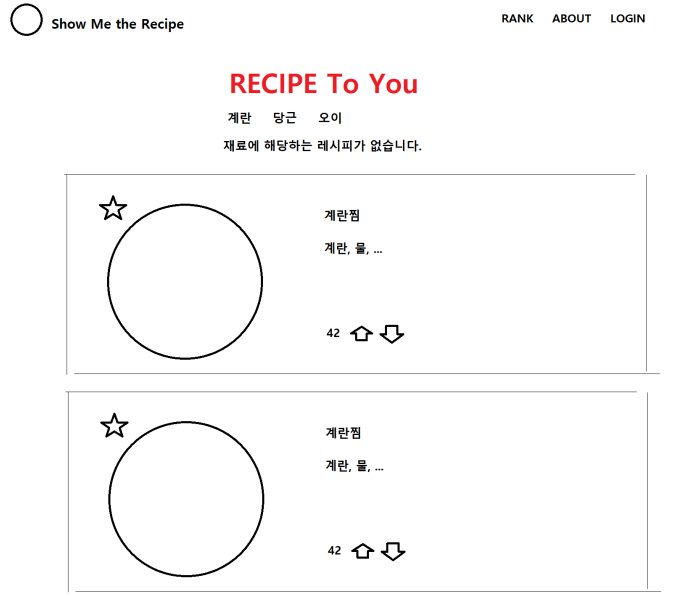 Show Me the Recipe
RANK ABOUT LOGIN
RECIPE To You
계란 당근 오이
재료에 해당하는 레시피가 없습니다.
계란찜
계란, 물, ...
42
계란찜
계란, 물, ...
42